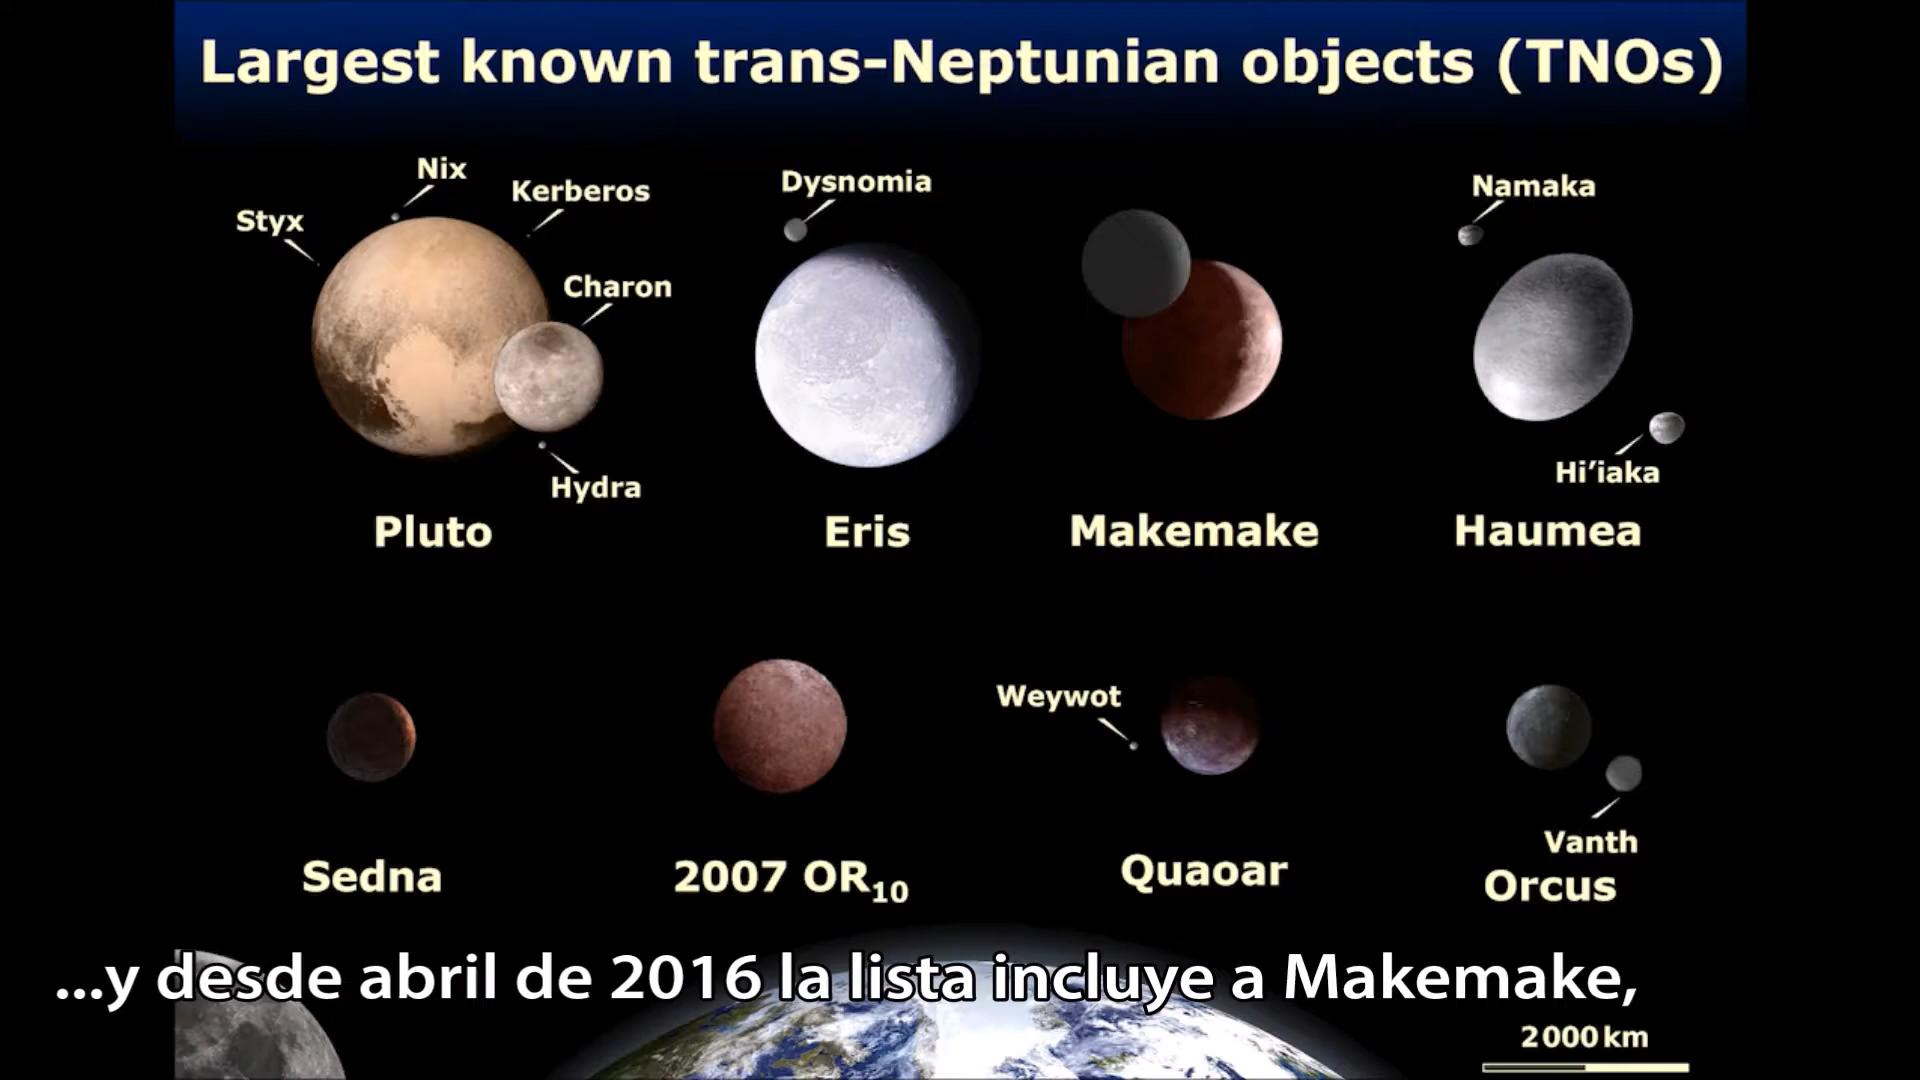 Largest known trans-Neptunian objects (TNOs)
Nix
Kerberos
Styx
Charon
Hydra
Pluto
Dysnomia
Eris
Makemake
Namaka
Hi’iaka
Haumea
Sedna
2007 OR₁₀
Weywot
Quaoar
Vanth
Orcus
...y desde abril de 2016 la lista incluye a Makemake,
2000 km